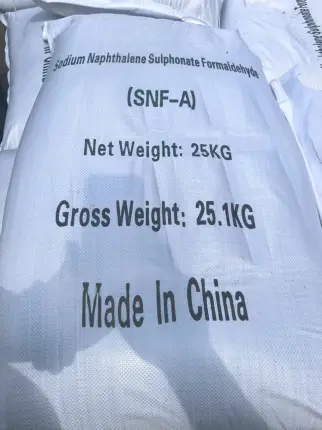 Sodium Naphthalene Sulphonate Formaldehyde
(SNF-A)
Net Weight: 25KG
Gross Weight: 25.1KG
Made In China